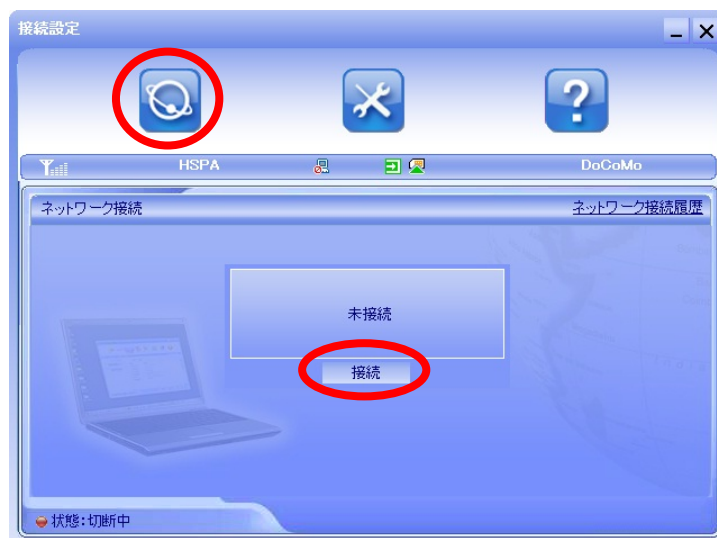 接続設定
HSPA
DoCoMo
ネットワーク接続
ネットワーク接続履歴
未接続
接続
状態:切断中